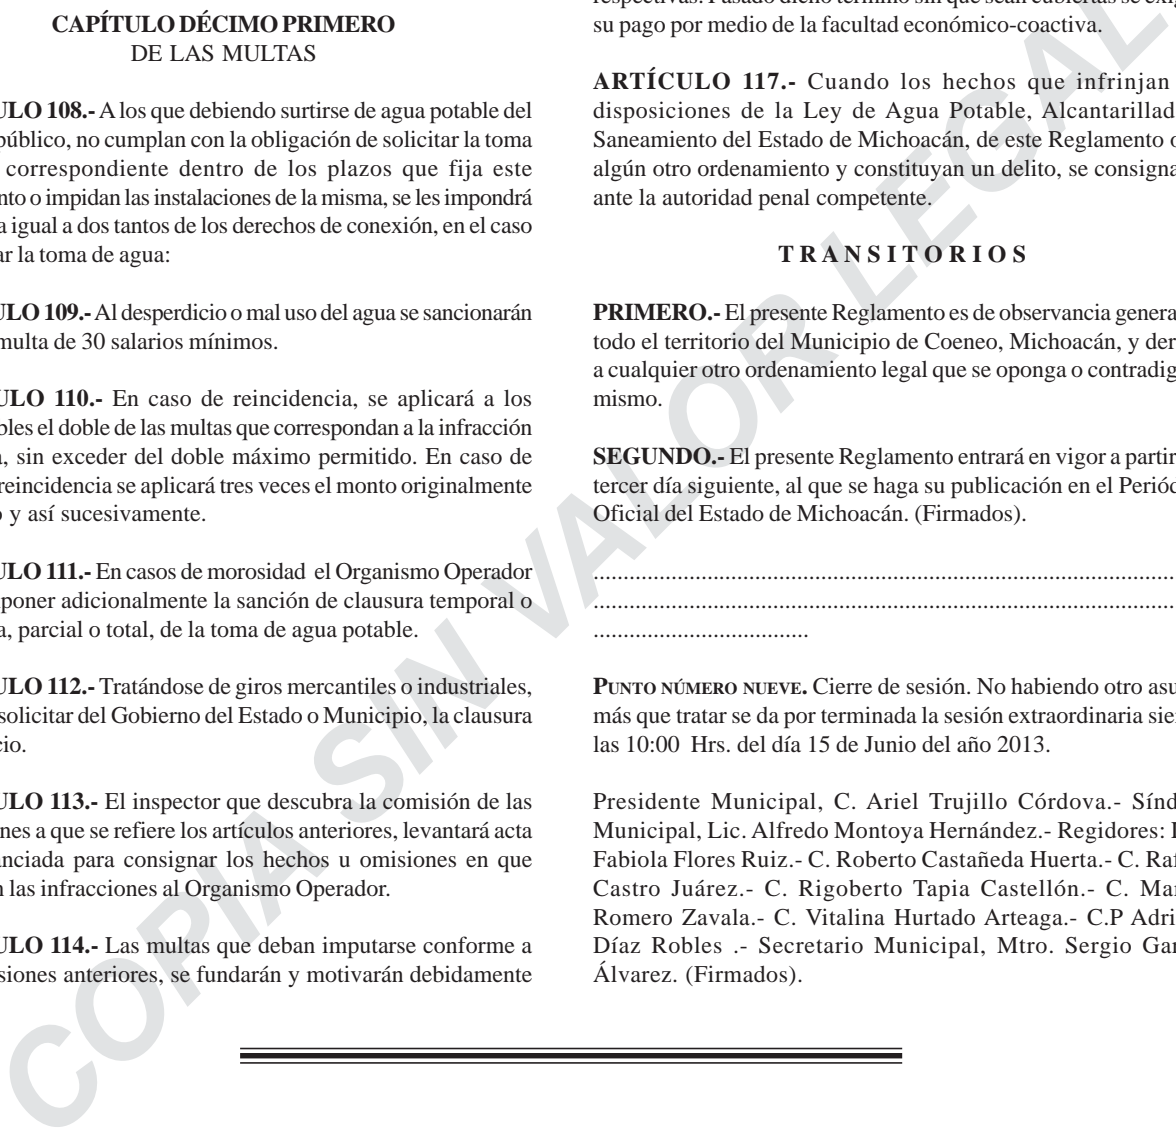 CAPÍTULO DÉCIMO PRIMERO
DE LAS MULTAS
ULO 108.- A los que debiendo surtirse de agua potable del
público, no cumplan con la obligación de solicitar la toma
correspondiente dentro de los plazos que fija este
nto o impidan las instalaciones de la misma, se les impondrá
a igual a dos tantos de los derechos de conexión, en el caso
ar la toma de agua:
ULO 109.- Al desperdicio o mal uso del agua se sancionarán
multa de 30 salarios mínimos.
ULO 110.- En caso de reincidencia, se aplicará a los
bles el doble de las multas que correspondan a la infracción
a, sin exceder del doble máximo permitido. En caso de
reincidencia se aplicará tres veces el monto originalmente
o y así sucesivamente.
ULO 111.- En casos de morosidad el Organismo Operador
poner adicionalmente la sanción de clausura temporal o
a, parcial o total, de la toma de agua potable.
ULO 112.- Tratándose de giros mercantiles o industriales,
solicitar del Gobierno del Estado o Municipio, la clausura
cio.
ULO 113.- El inspector que descubra la comisión de las
nes a que se refiere los artículos anteriores, levantará acta
anciada para consignar los hechos u omisiones en que
n las infracciones al Organismo Operador.
ULO 114.- Las multas que deban imputarse conforme a
siones anteriores, se fundarán y motivarán debidamente
respectivas. Pasado dicho término sin que sean cubiertas se exig
su pago por medio de la facultad económico-coactiva.
ARTÍCULO 117.- Cuando los hechos que infrinjan
disposiciones de la Ley de Agua Potable, Alcantarillad
Saneamiento del Estado de Michoacán, de este Reglamento o
algún otro ordenamiento y constituyan un delito, se consigna
ante la autoridad penal competente.
T R A N S I T O R I O S
PRIMERO.- El presente Reglamento es de observancia genera
todo el territorio del Municipio de Coeneo, Michoacán, y der
a cualquier otro ordenamiento legal que se oponga o contradig
mismo.
SEGUNDO.- El presente Reglamento entrará en vigor a partir
tercer día siguiente, al que se haga su publicación en el Periód
Oficial del Estado de Michoacán. (Firmados).
.................................................................................................
.................................................................................................
....................................
PUNTO NÚMERO NUEVE. Cierre de sesión. No habiendo otro asu
más que tratar se da por terminada la sesión extraordinaria sie
las 10:00 Hrs. del día 15 de Junio del año 2013.
Presidente Municipal, C. Ariel Trujillo Córdova.- Sínd
Municipal, Lic. Alfredo Montoya Hernández.- Regidores: I
Fabiola Flores Ruiz.- C. Roberto Castañeda Huerta.- C. Raf
Castro Juárez.- C. Rigoberto Tapia Castellón.- C. Mar
Romero Zavala.- C. Vitalina Hurtado Arteaga.- C.P Adri
Díaz Robles .- Secretario Municipal, Mtro. Sergio Gar
Álvarez. (Firmados).
COPIA SIN VALOR LEGAL